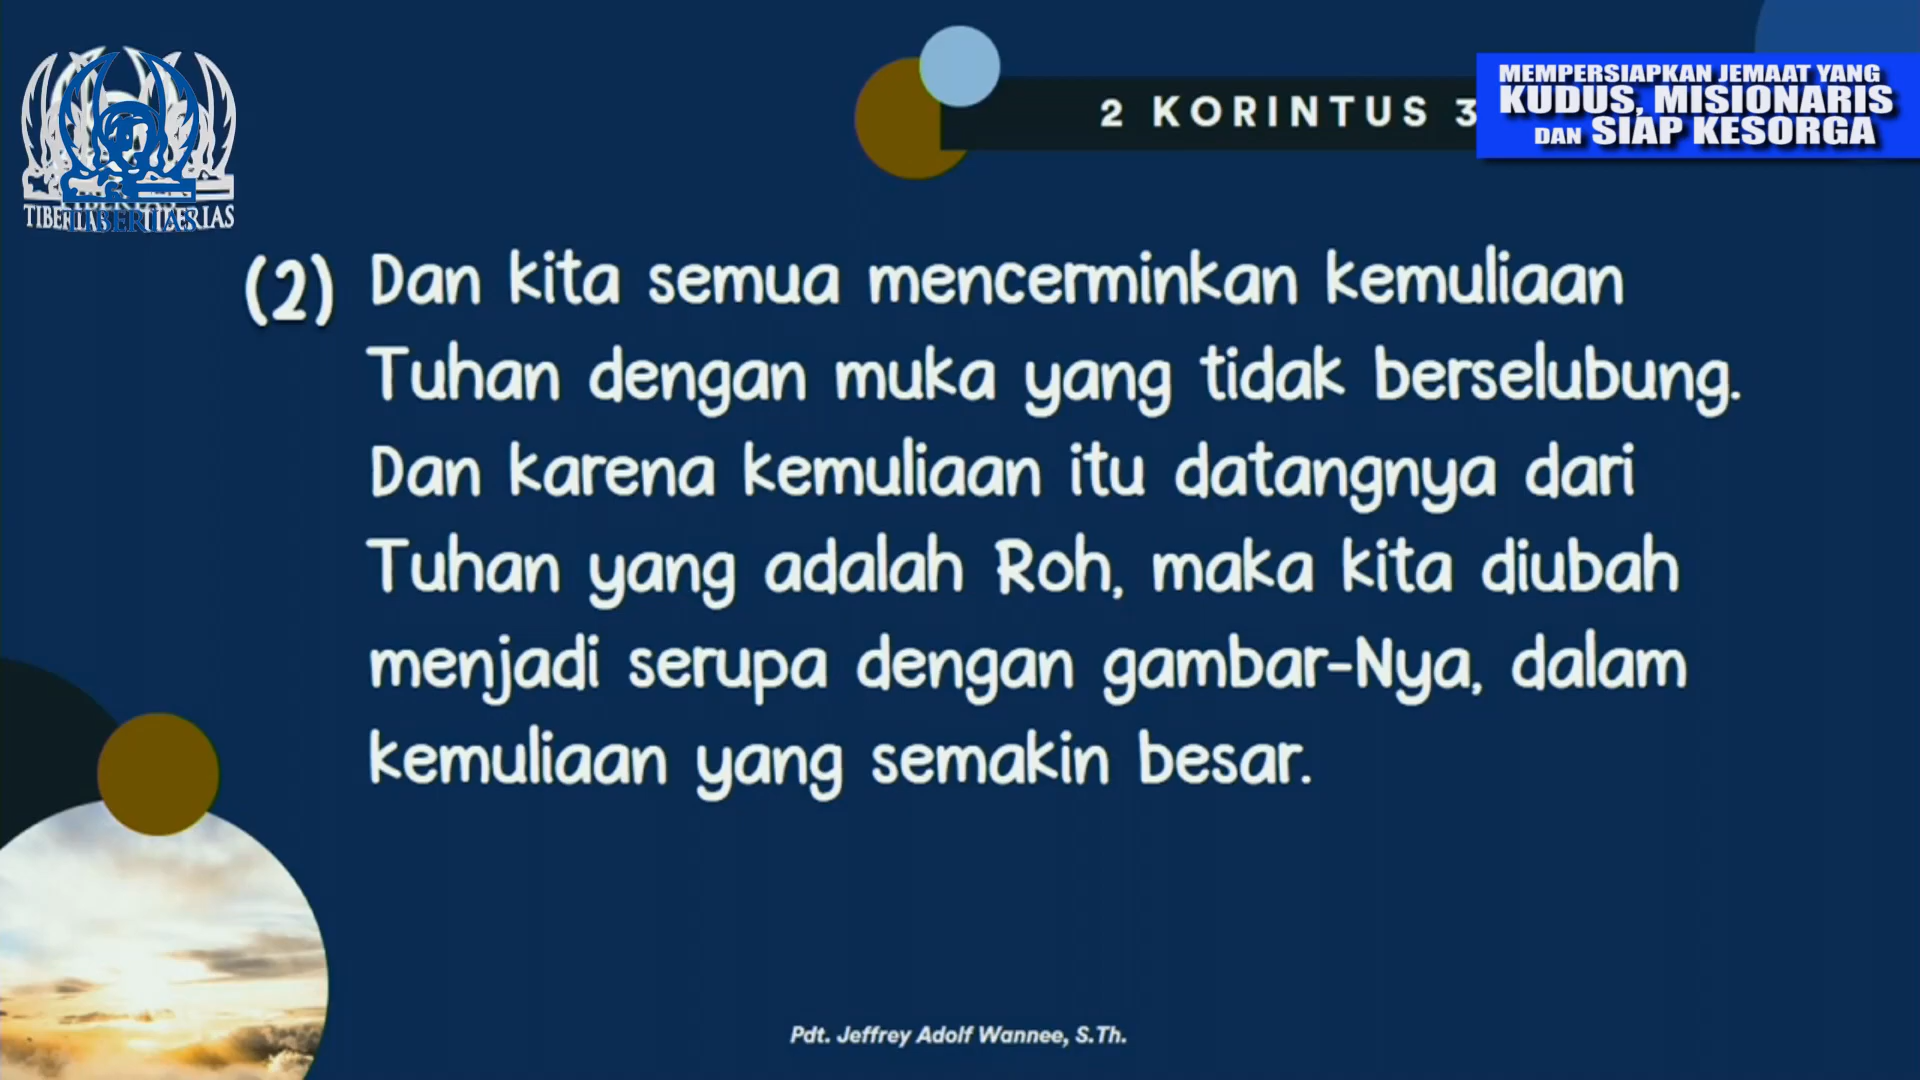 TIBERIAS
2 KORINTUS 3
MEMPERSIAPKAN JEMAAT YANG
KUDUS, MISIONARIS
DAN SIAP KESORGA
(2) Dan kita semua mencerminkan kemuliaan
Tuhan dengan muka yang tidak berselubung.
Dan karena kemuliaan itu datangnya dari
Tuhan yang adalah Roh, maka kita diubah
menjadi serupa dengan gambar-Nya, dalam
kemuliaan yang semakin besar.
Pdt. Jeffrey Adolf Wannee, S.Th.